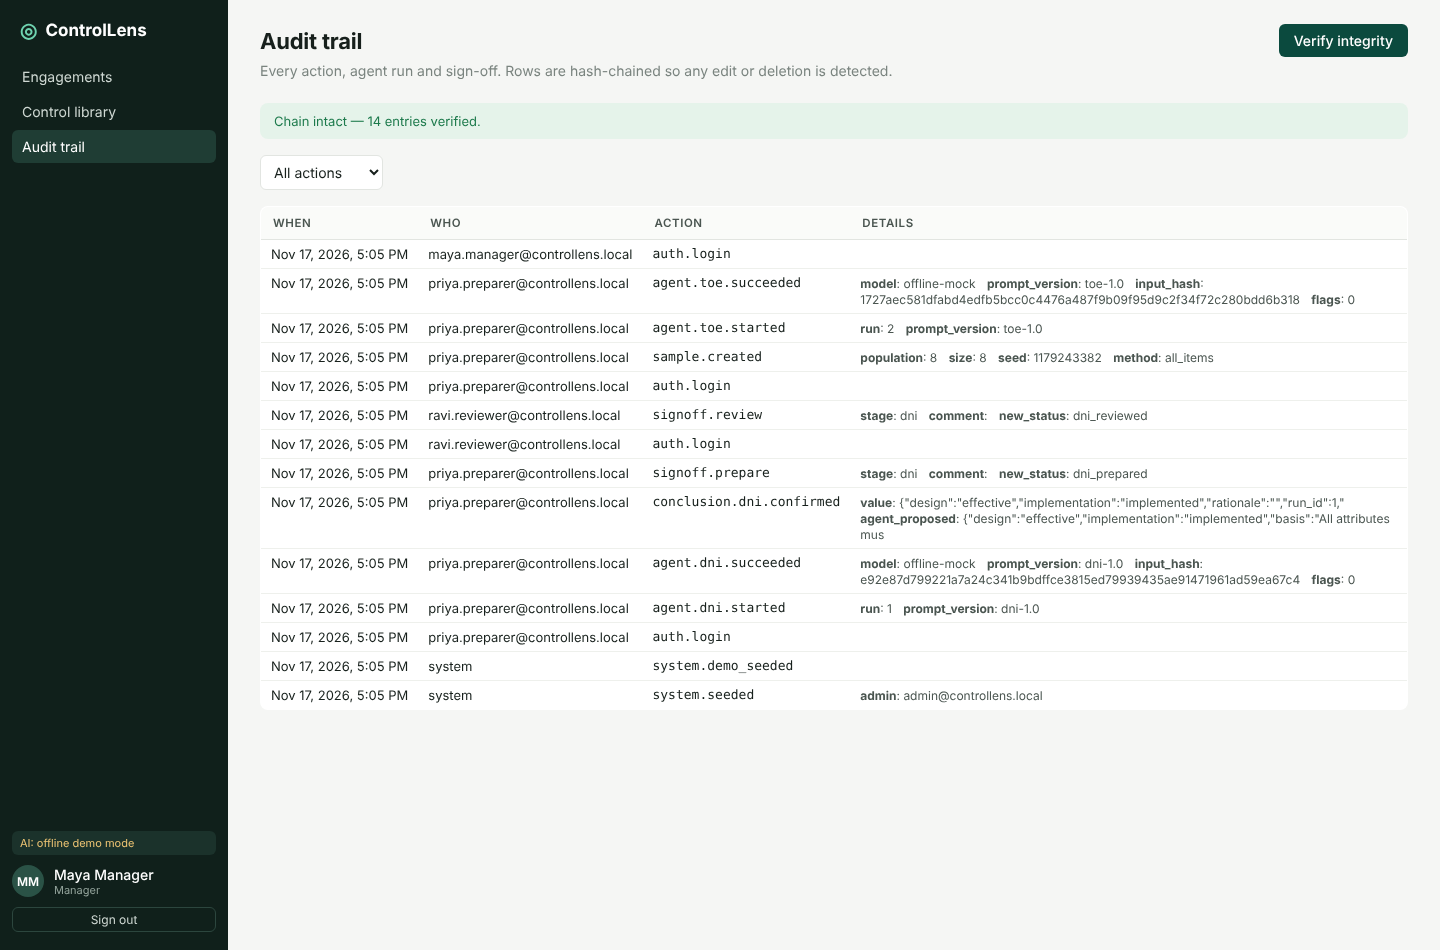 ControlLens
Engagements
Control library
Audit trail
AI: offline demo mode
MM
Maya Manager
Manager
Sign out
Audit trail
Verify integrity
Every action, agent run and sign-off. Rows are hash-chained so any edit or deletion is detected.
Chain intact — 14 entries verified.
All actions
WHEN WHO ACTION DETAILS
Nov 17, 2026, 5:05 PM maya.manager@controllens.local auth.login
Nov 17, 2026, 5:05 PM priya.preparer@controllens.local agent.toe.succeeded model: offline-mock prompt_version: toe-1.0 input_hash:
1727aec581dfabd4edfb5bcc0c4476a487f9b09f95d9c2f34f72c280bdd6b318 flags: 0
Nov 17, 2026, 5:05 PM priya.preparer@controllens.local agent.toe.started run: 2 prompt_version: toe-1.0
Nov 17, 2026, 5:05 PM priya.preparer@controllens.local sample.created population: 8 size: 8 seed: 1179243382 method: all_items
Nov 17, 2026, 5:05 PM priya.preparer@controllens.local auth.login
Nov 17, 2026, 5:05 PM ravi.reviewer@controllens.local signoff.review stage: dni comment: new_status: dni_reviewed
Nov 17, 2026, 5:05 PM ravi.reviewer@controllens.local auth.login
Nov 17, 2026, 5:05 PM priya.preparer@controllens.local signoff.prepare stage: dni comment: new_status: dni_prepared
Nov 17, 2026, 5:05 PM priya.preparer@controllens.local conclusion.dni.confirmed value: {"design":"effective","implementation":"implemented","rationale":"","run_id":1,"
agent_proposed: {"design":"effective","implementation":"implemented","basis":"All attributes
mus
Nov 17, 2026, 5:05 PM priya.preparer@controllens.local agent.dni.succeeded model: offline-mock prompt_version: dni-1.0 input_hash:
e92e87d799221a7a24c341b9bdffce3815ed79939435ae91471961ad59ea67c4 flags: 0
Nov 17, 2026, 5:05 PM priya.preparer@controllens.local agent.dni.started run: 1 prompt_version: dni-1.0
Nov 17, 2026, 5:05 PM priya.preparer@controllens.local auth.login
Nov 17, 2026, 5:05 PM system system.demo_seeded
Nov 17, 2026, 5:05 PM system system.seeded admin: admin@controllens.local